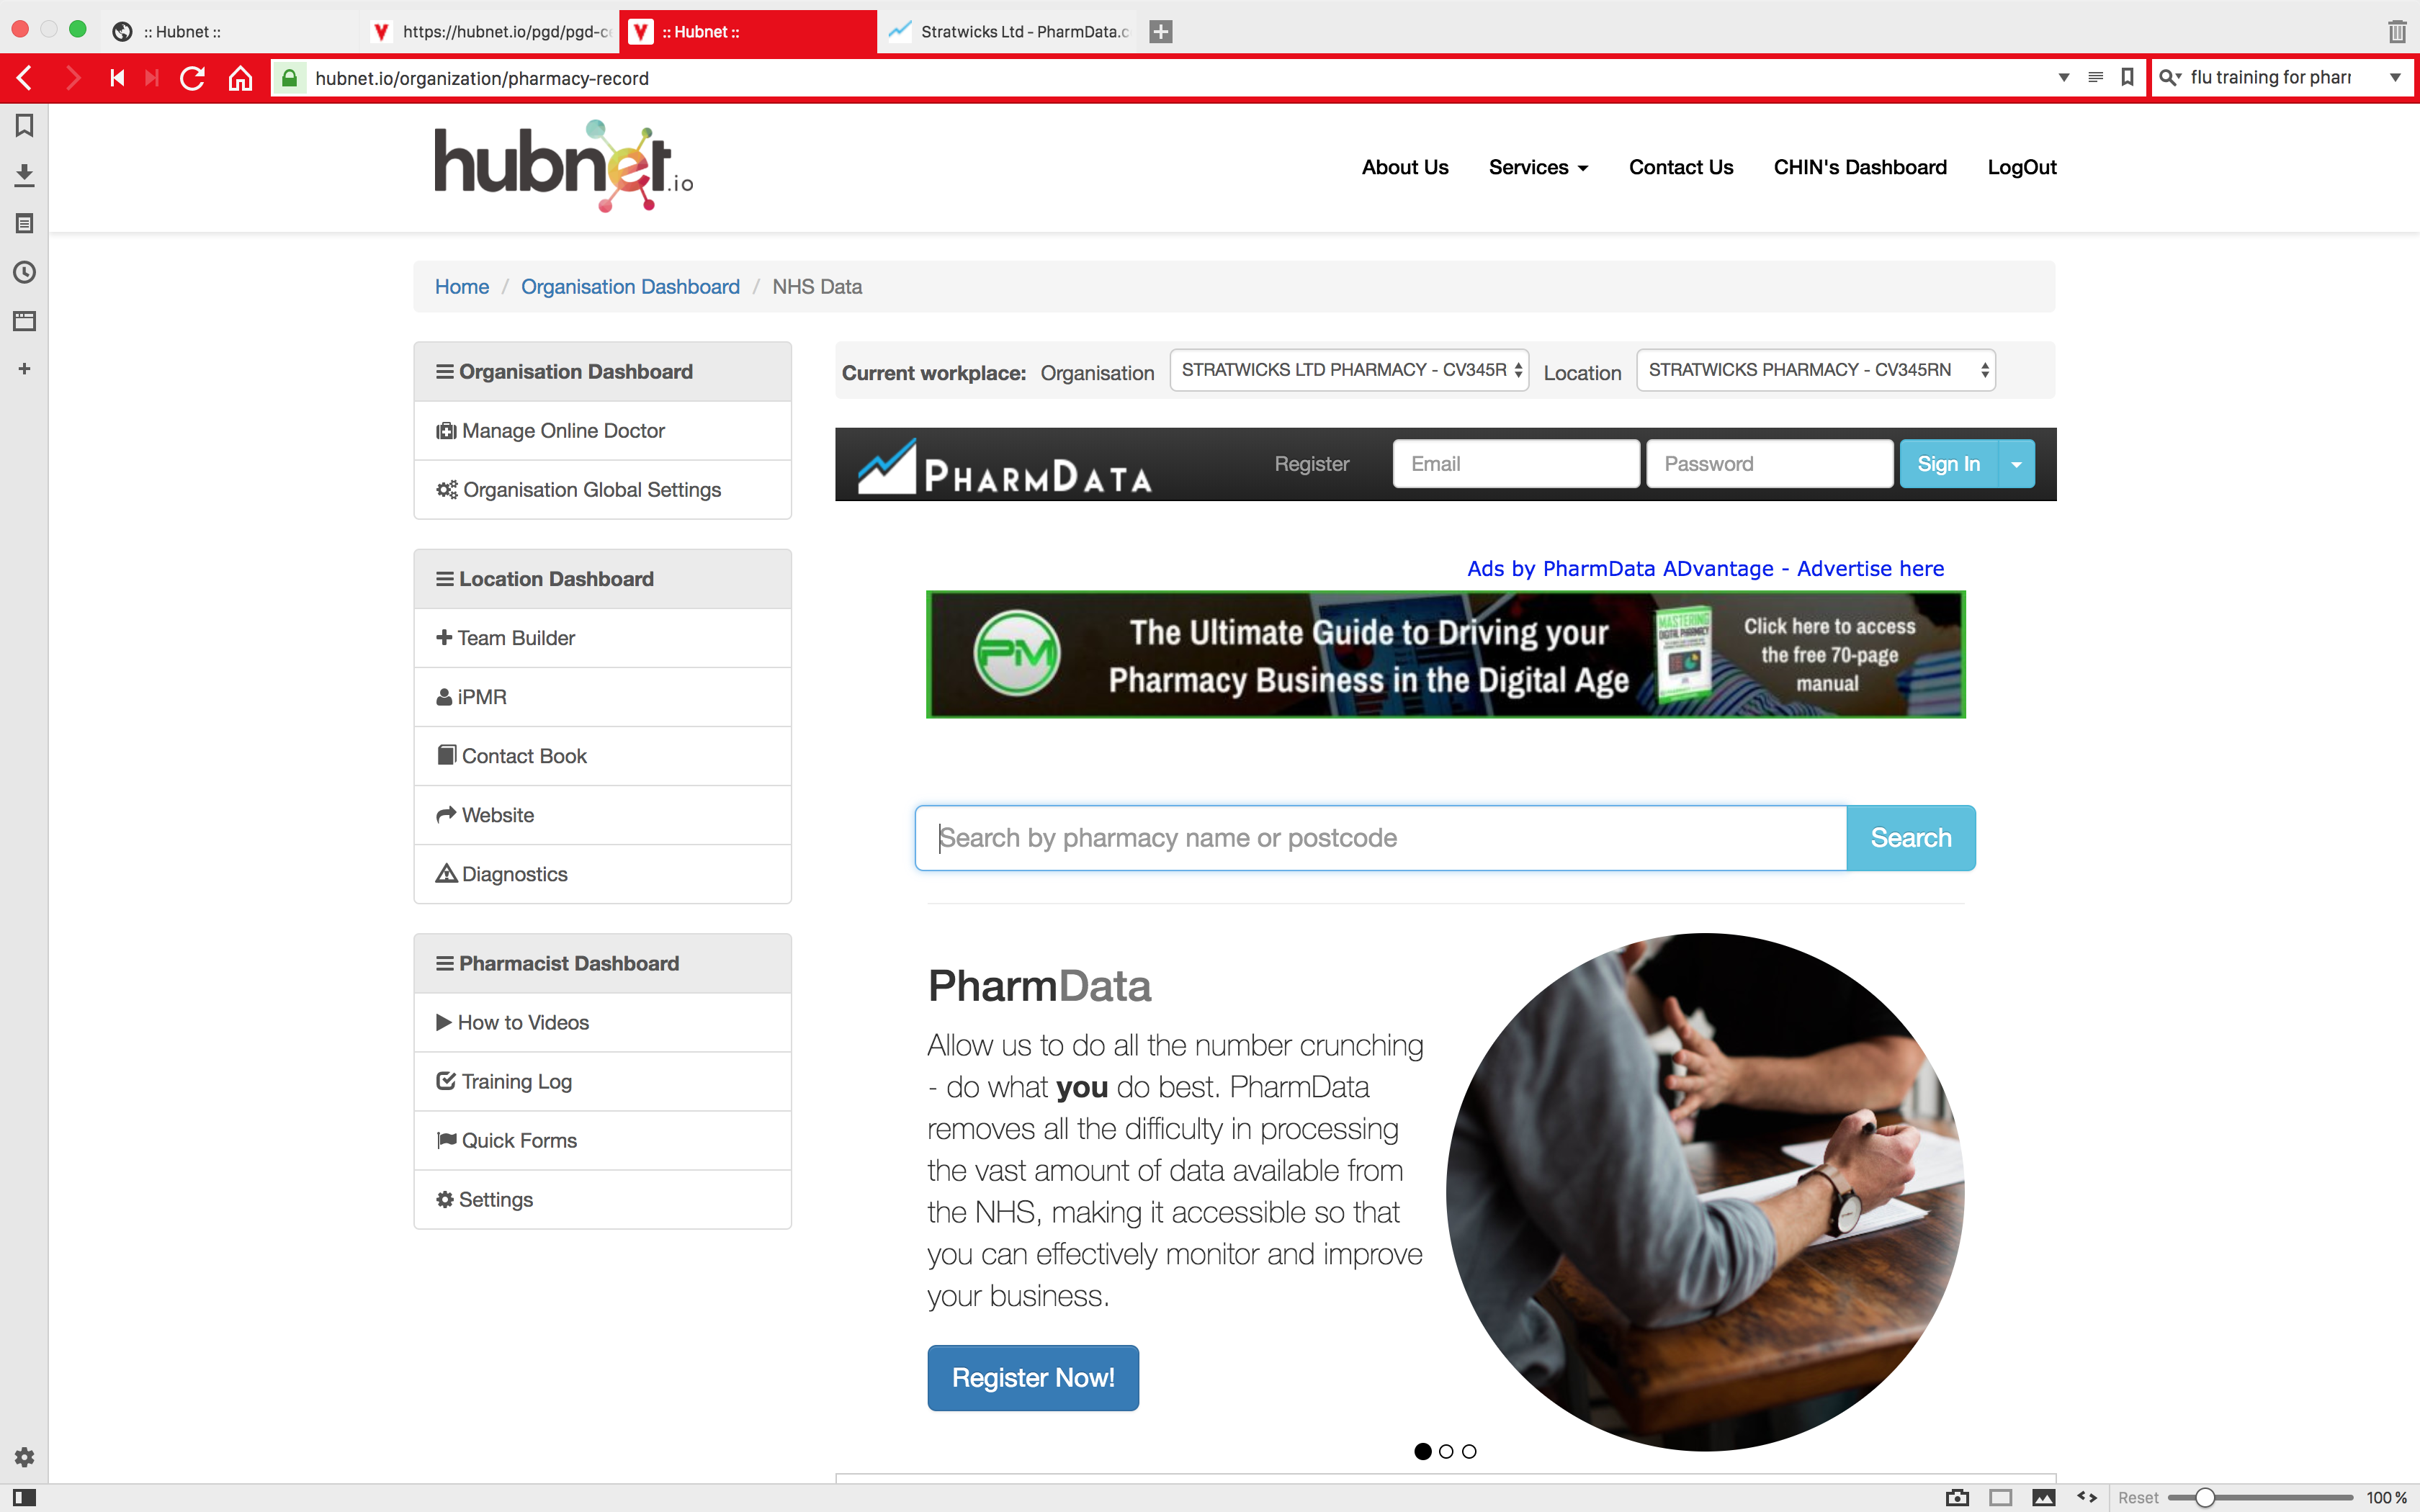 :: Hubnet ::
https://hubnet.io/pgd/pgd-c
:: Hubnet ::
Stratwicks Ltd - PharmData.c
hubnet.io/organization/pharmacy-record
flu training for phar
hubnet.io
About Us
Services
Contact Us
CHIN's Dashboard
LogOut
Home / Organisation Dashboard / NHS Data
Organisation Dashboard
Manage Online Doctor
Organisation Global Settings
Location Dashboard
Team Builder
iPMR
Contact Book
Website
Diagnostics
Pharmacist Dashboard
How to Videos
Training Log
Quick Forms
Settings
Current workplace: Organisation STRATWICKS LTD PHARMACY - CV345R Location STRATWICKS PHARMACY - CV345RN
PHARMDATA
Register
Email
Password
Sign In
Ads by PharmData ADvantage - Advertise here
PM
The Ultimate Guide to Driving your
Pharmacy Business in the Digital Age
MASTERING
DIGITAL PHARMACY
Click here to access
the free 70-page
manual
Search by pharmacy name or postcode
Search
PharmData
Allow us to do all the number crunching
- do what you do best. PharmData
removes all the difficulty in processing
the vast amount of data available from
the NHS, making it accessible so that
you can effectively monitor and improve
your business.
Register Now!
Reset
100 %